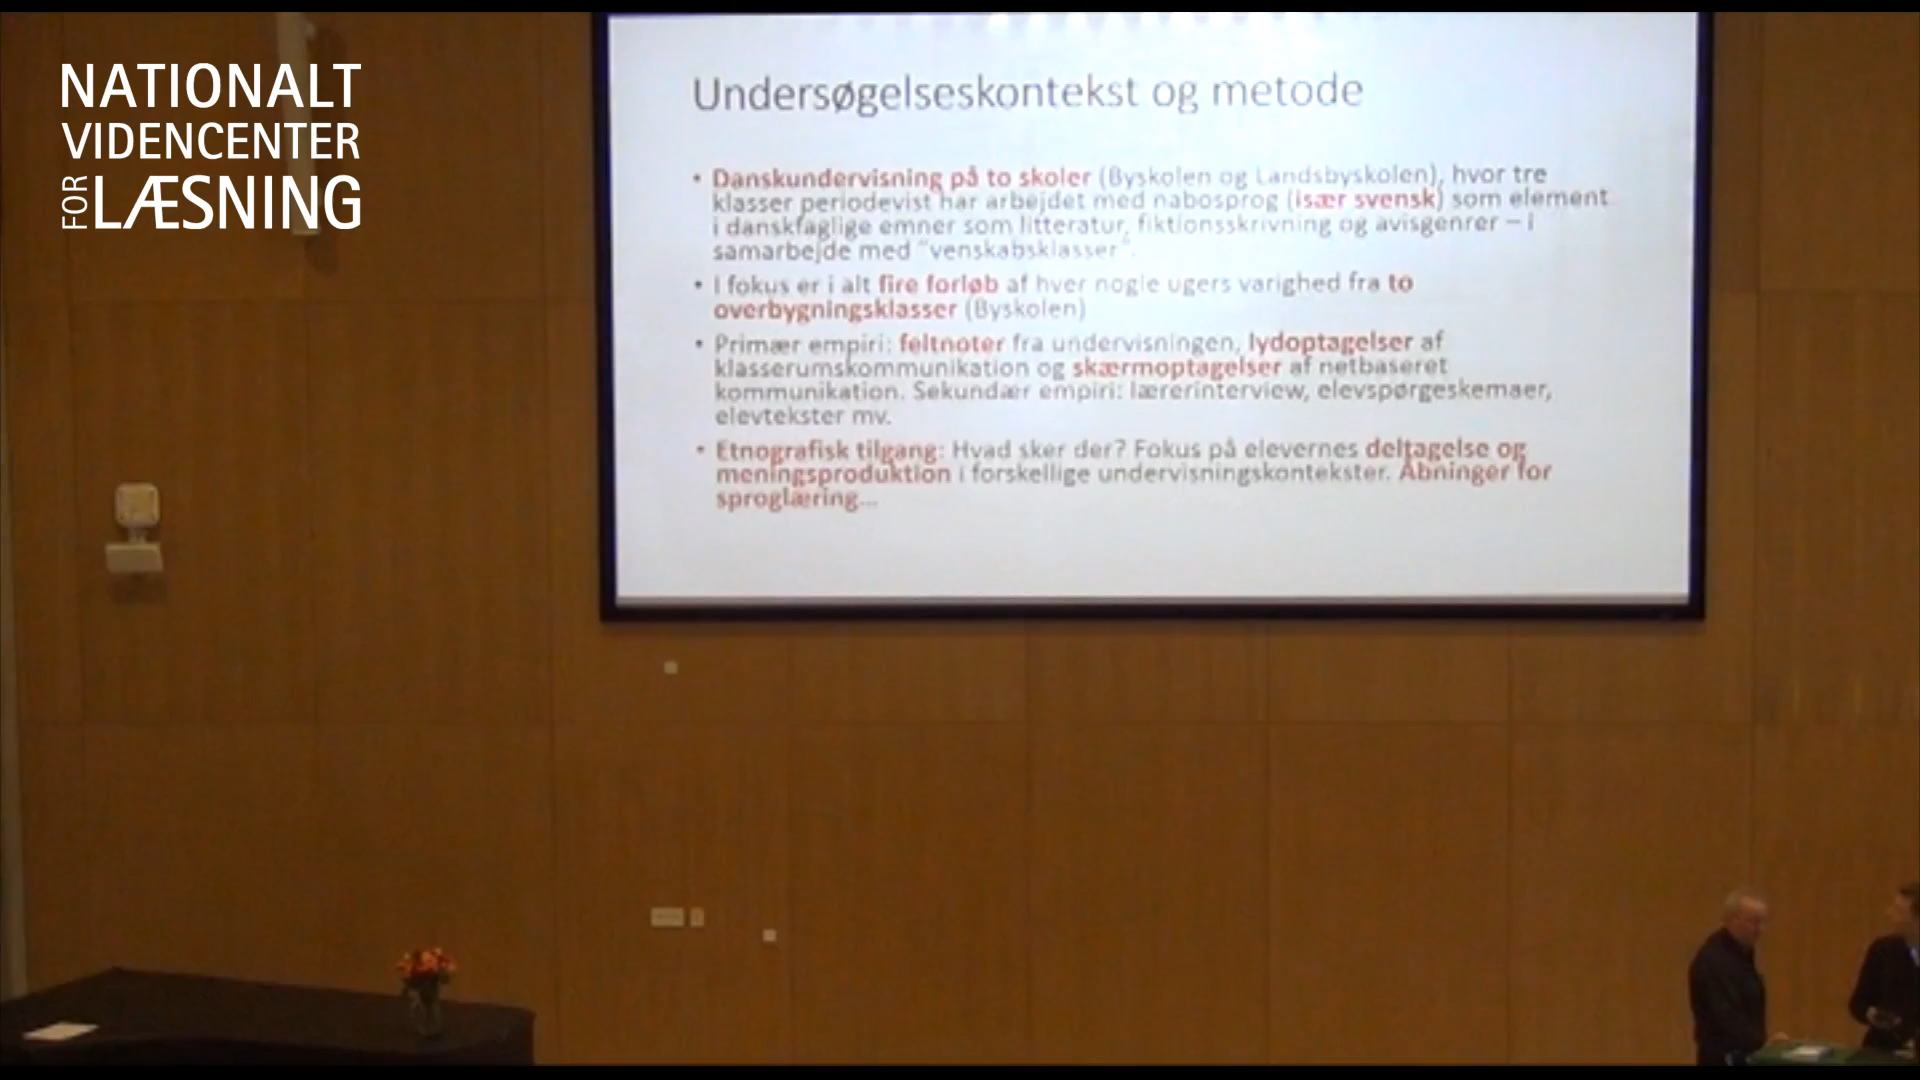 NATIONALT
VIDENCENTER
FOR LÆSNING
Undersøgelseskontekst og metode
• Danskundervisning på to skoler (Byskolen og Landsbyskolen), hvor tre
klasser periodevist har arbejdet med nabosprog (især svensk) som element
i danskfaglige emner som litteratur, fiktionsskrivning og avisgenrer – i
samarbejde med "venskabsklasser".
• I fokus er i alt fire forløb af hver nogle ugers varighed fra to
overbygningsklasser (Byskolen)
• Primær empiri: feltnoter fra undervisningen, lydoptagelser af
klasserumskommunikation og skærmoptagelser af netbaseret
kommunikation. Sekundær empiri: lærerinterview, elevspørgeskemaer,
elevtekster mv.
• Etnografisk tilgang: Hvad sker der? Fokus på elevernes deltagelse og
meningsproduktion i forskellige undervisningskontekster. Åbninger for
sproglæring...